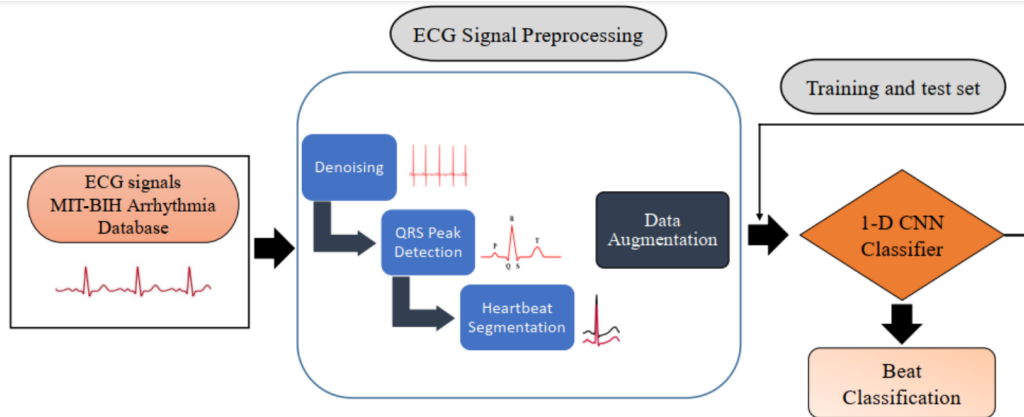 ECG Signal Preprocessing
Training and test set
ECG signals
MIT-BIH Arrhythmia
Database
Denoising
QRS Peak
Detection
R
P
T
Q S
Heartbeat
Segmentation
Data
Augmentation
1-D CNN
Classifier
Beat
Classification